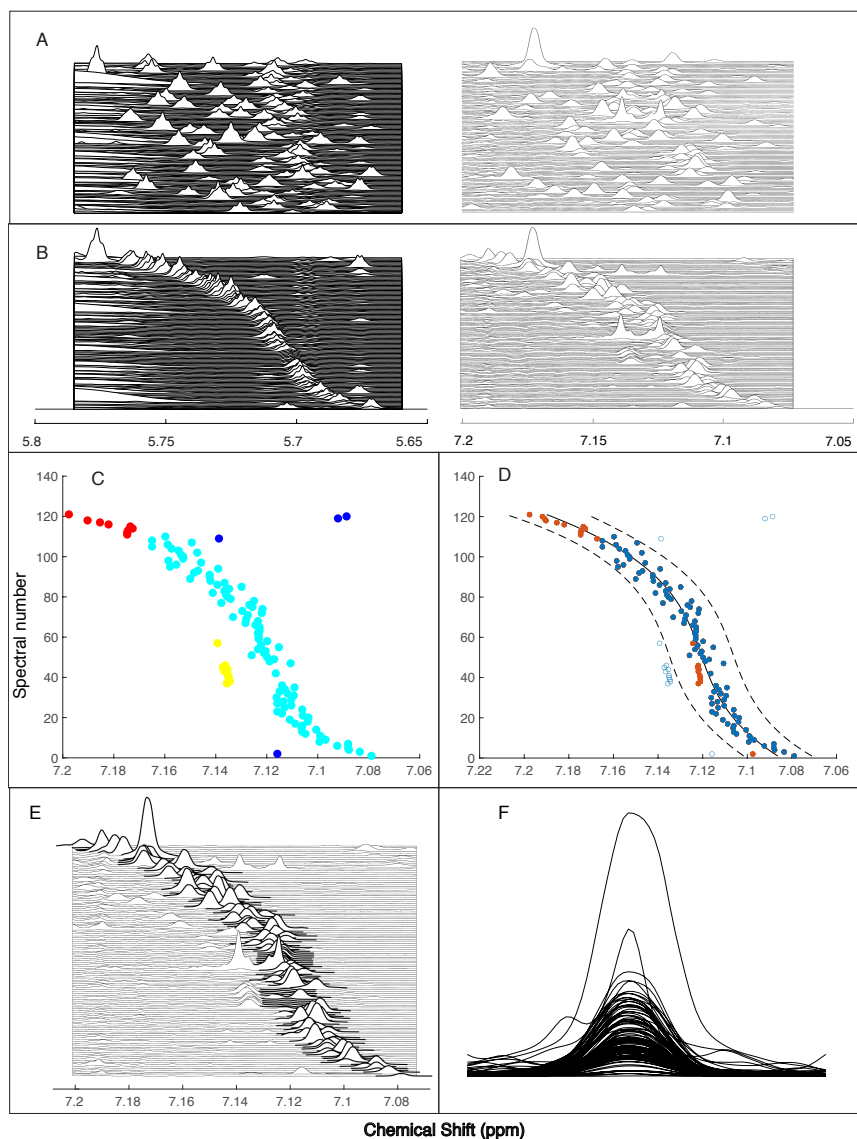 A
B
5.8 5.75 5.7 5.65
7.2 7.15 7.1 7.05
C
140
120
100
80
60
40
20
0
Spectral number
7.2 7.18 7.16 7.14 7.12 7.1 7.08 7.06
D
140
120
100
80
60
40
20
0
7.22 7.2 7.18 7.16 7.14 7.12 7.1 7.08 7.06
E
7.2 7.18 7.16 7.14 7.12 7.1 7.08
F
Chemical Shift (ppm)